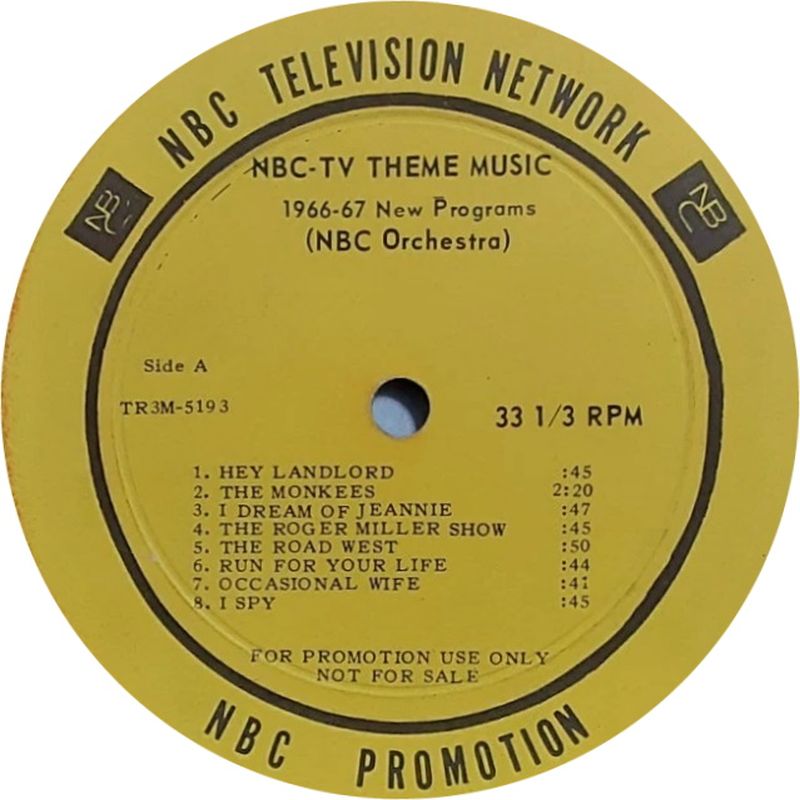 NBC TELEVISION NETWORK
NBC
NBC
NBC-TV THEME MUSIC
1966-67 New Programs
(NBC Orchestra)
Side A
TR3M-5193
33 1/3 RPM
1. HEY LANDLORD :45
2. THE MONKEES 2:20
3. I DREAM OF JEANNIE :47
4. THE ROGER MILLER SHOW :45
5. THE ROAD WEST :50
6. RUN FOR YOUR LIFE :44
7. OCCASIONAL WIFE :41
8. I SPY :45
FOR PROMOTION USE ONLY
NOT FOR SALE
NBC PROMOTION